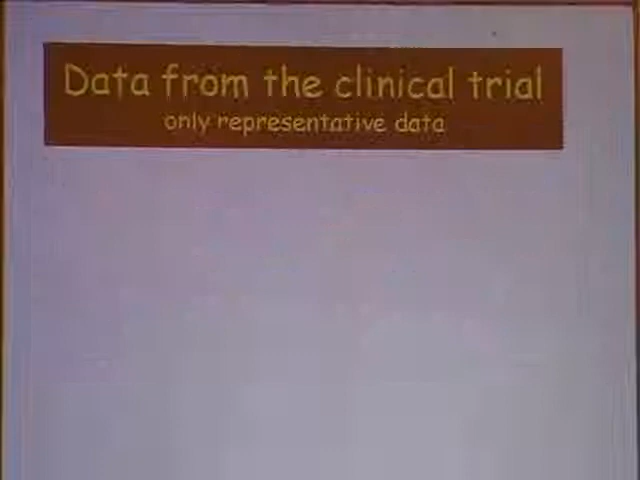 Data from the clinical trial
only representative data